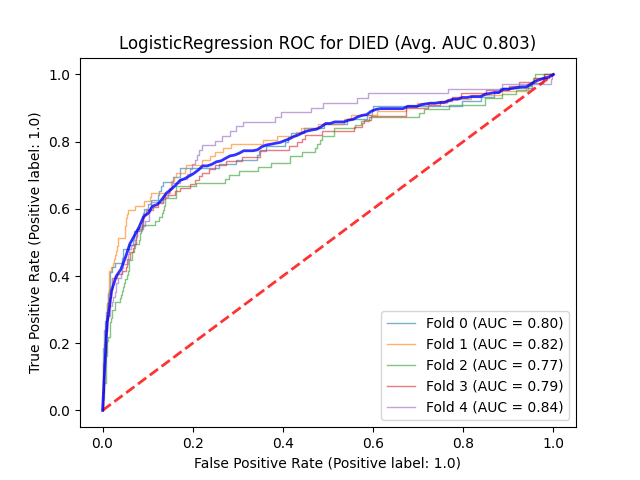 LogisticRegression ROC for DIED (Avg. AUC 0.803)
True Positive Rate (Positive label: 1.0)
1.0
0.8
0.6
0.4
0.2
0.0
Fold 0 (AUC = 0.80)
Fold 1 (AUC = 0.82)
Fold 2 (AUC = 0.77)
Fold 3 (AUC = 0.79)
Fold 4 (AUC = 0.84)
0.0 0.2 0.4 0.6 0.8 1.0
False Positive Rate (Positive label: 1.0)